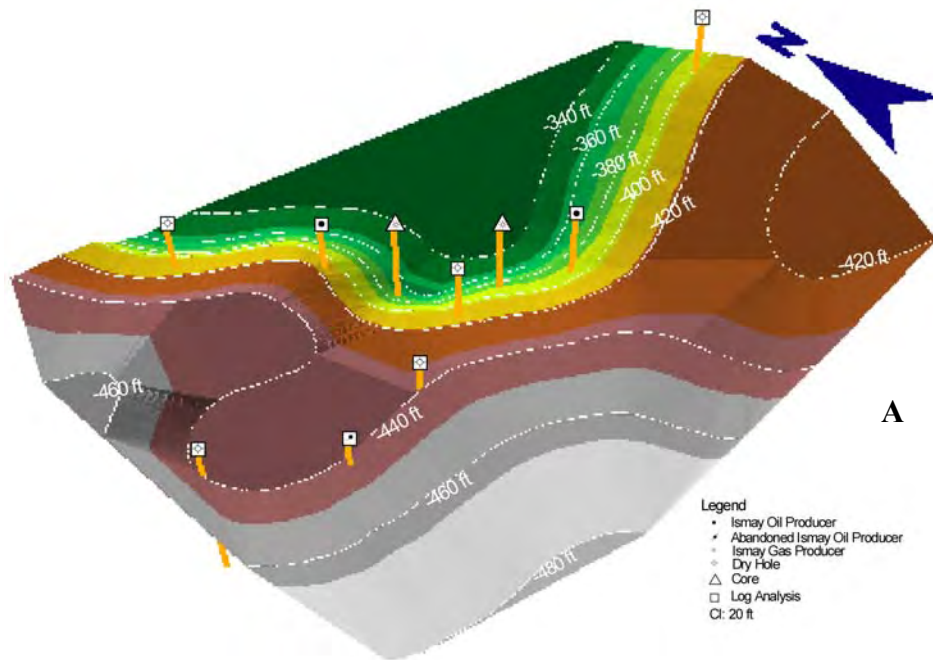 N
-340 ft
-360 ft
-380 ft
-400 ft
-420 ft
-420 ft
-460 ft
-440 ft
-460 ft
-480 ft
A
Legend
Ismay Oil Producer
Abandoned Ismay Oil Producer
Ismay Gas Producer
Dry Hole
Core
Log Analysis
CI: 20 ft